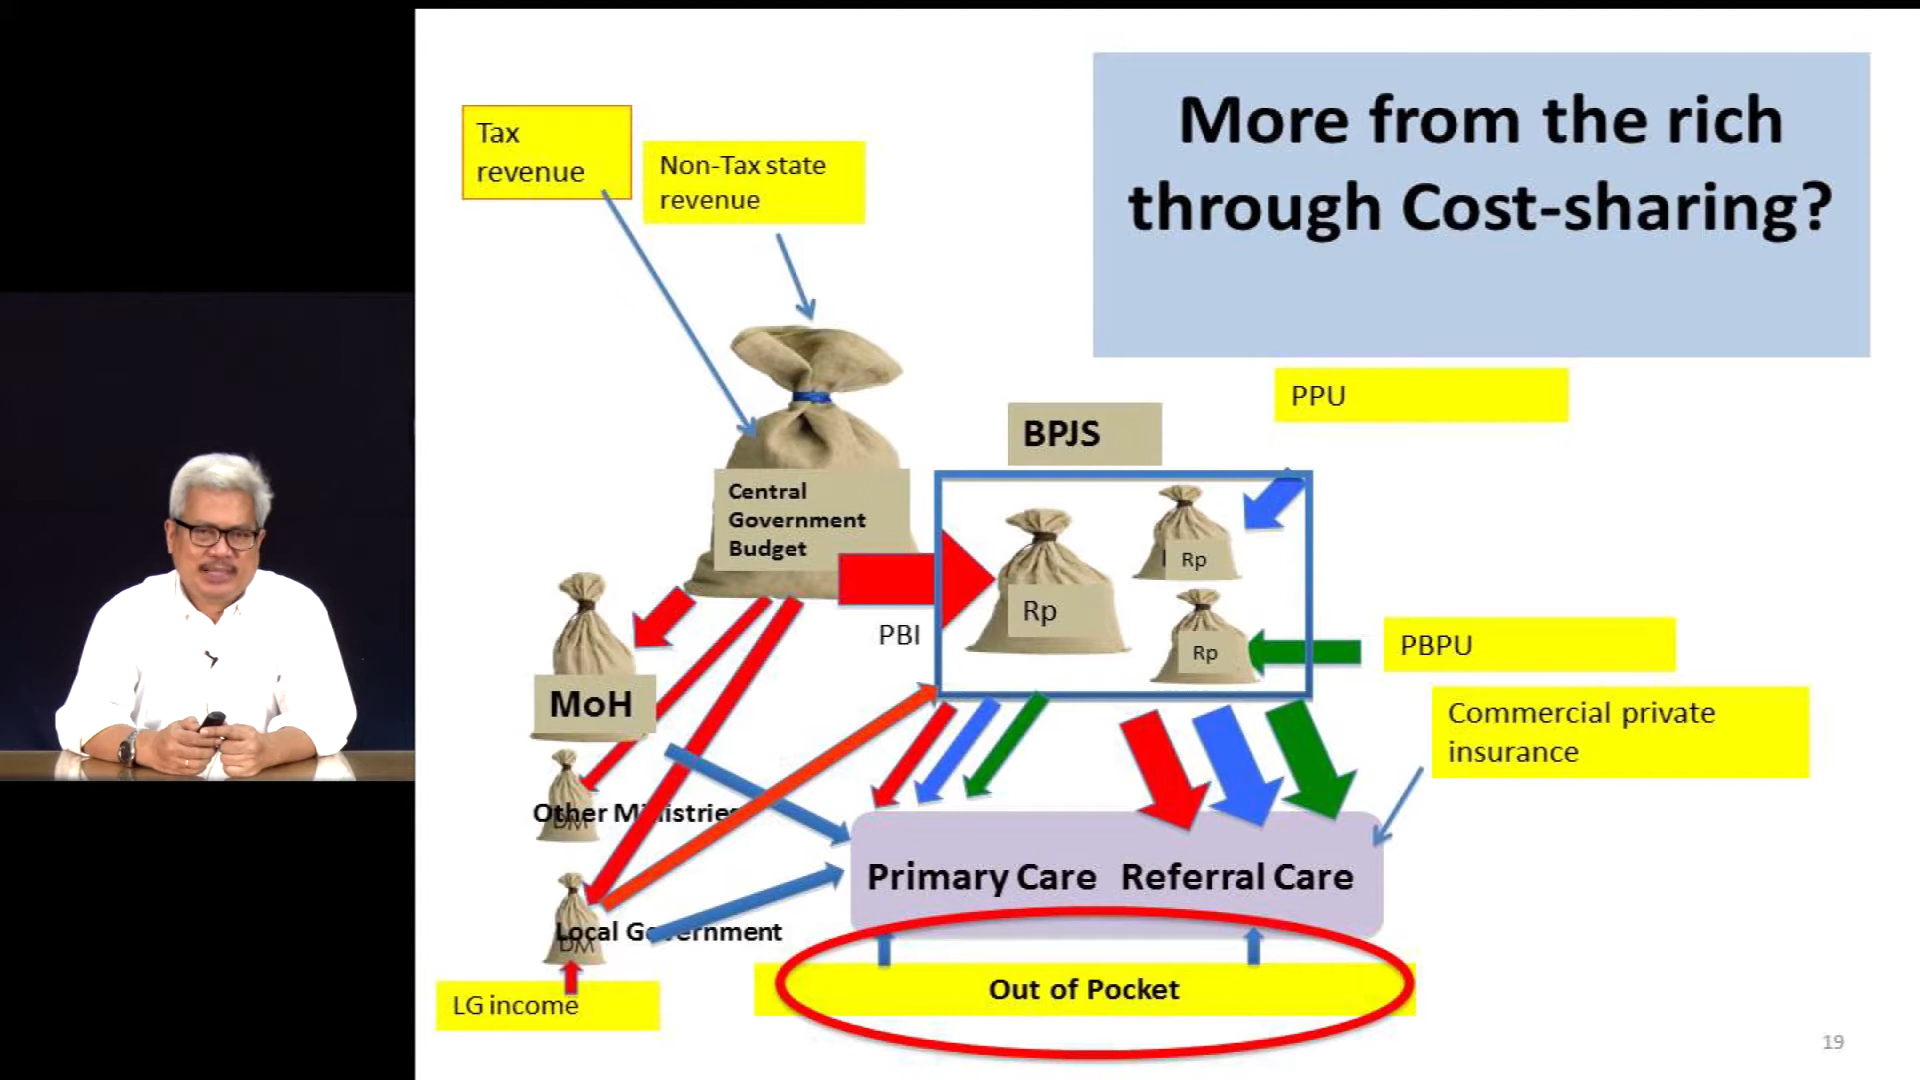 More from the rich
through Cost-sharing?
Tax
revenue
Non-Tax state
revenue
PPU
BPJS
Central
Government
Budget
Rp
Rp
Rp
PBI
PBPU
MoH
Commercial private
insurance
Other Ministries
DM
Primary Care Referral Care
Local Government
DM
Out of Pocket
LG income
19